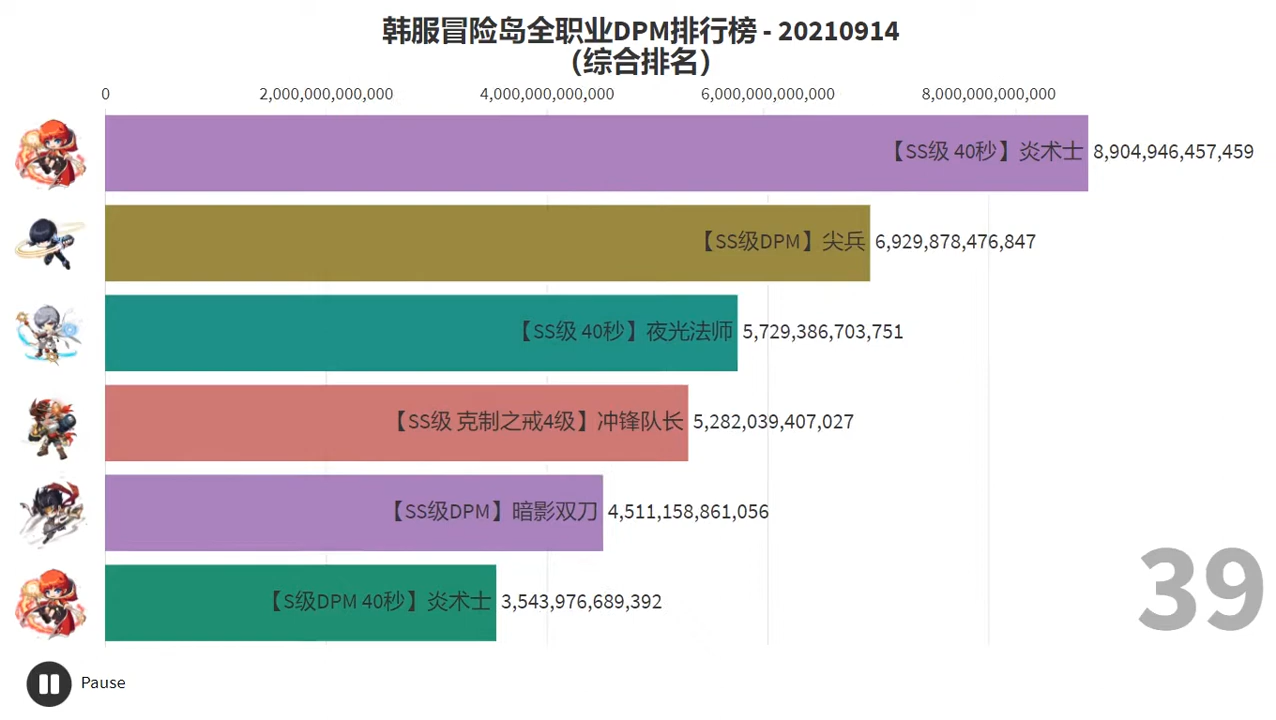 韩服冒险岛全职业DPM排行榜 - 20210914
（综合排名）
0 2,000,000,000,000 4,000,000,000,000 6,000,000,000,000 8,000,000,000,000
【SS级 40秒】炎术士 8,904,946,457,459
【SS级DPM】尖兵 6,929,878,476,847
【SS级 40秒】夜光法师 5,729,386,703,751
【SS级 克制之戒4级】冲锋队长 5,282,039,407,027
【SS级DPM】暗影双刀 4,511,158,861,056
【S级DPM 40秒】炎术士 3,543,976,689,392
39
Pause